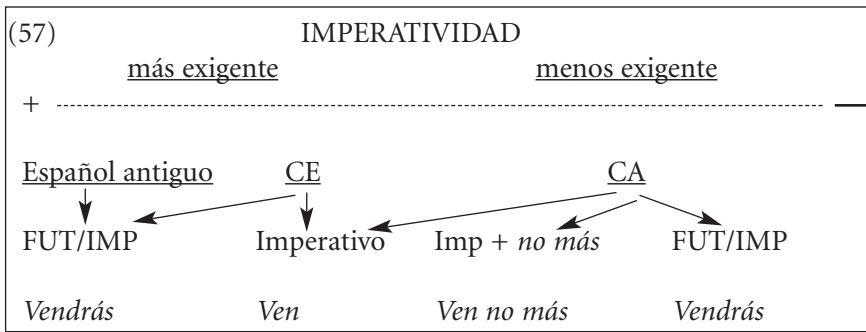 (57) IMPERATIVIDAD
más exigente menos exigente
+ —
Español antiguo CE CA
FUT/IMP Imperativo Imp + no más FUT/IMP
Vendrás Ven Ven no más Vendrás